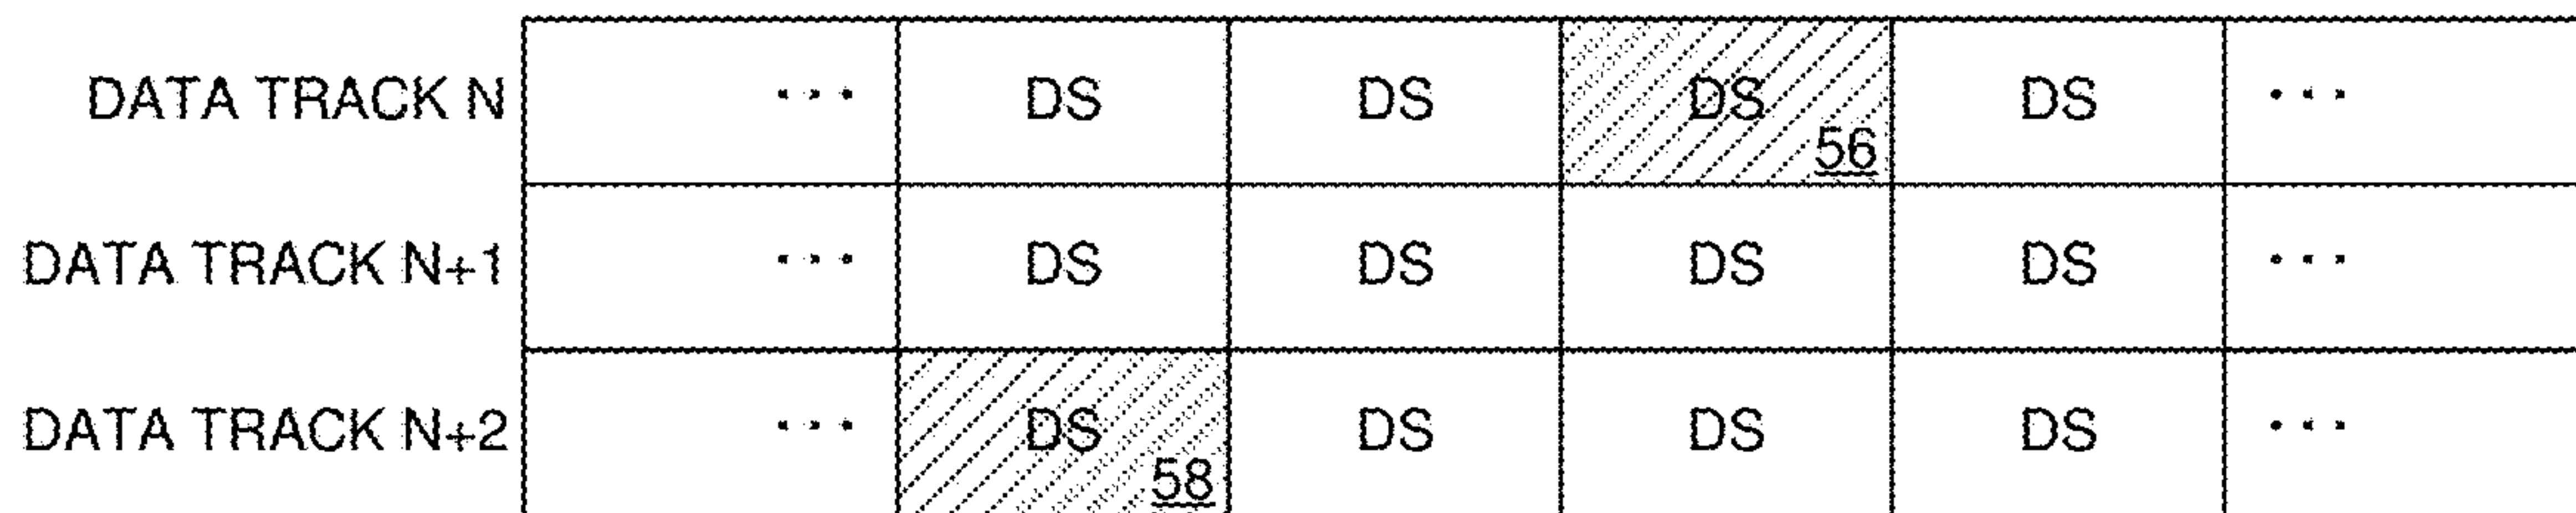 DATA TRACK N ... DS DS DS DS ...
56
DATA TRACK N+1 ... DS DS DS DS ...
DATA TRACK N+2 ... DS DS DS DS ...
58